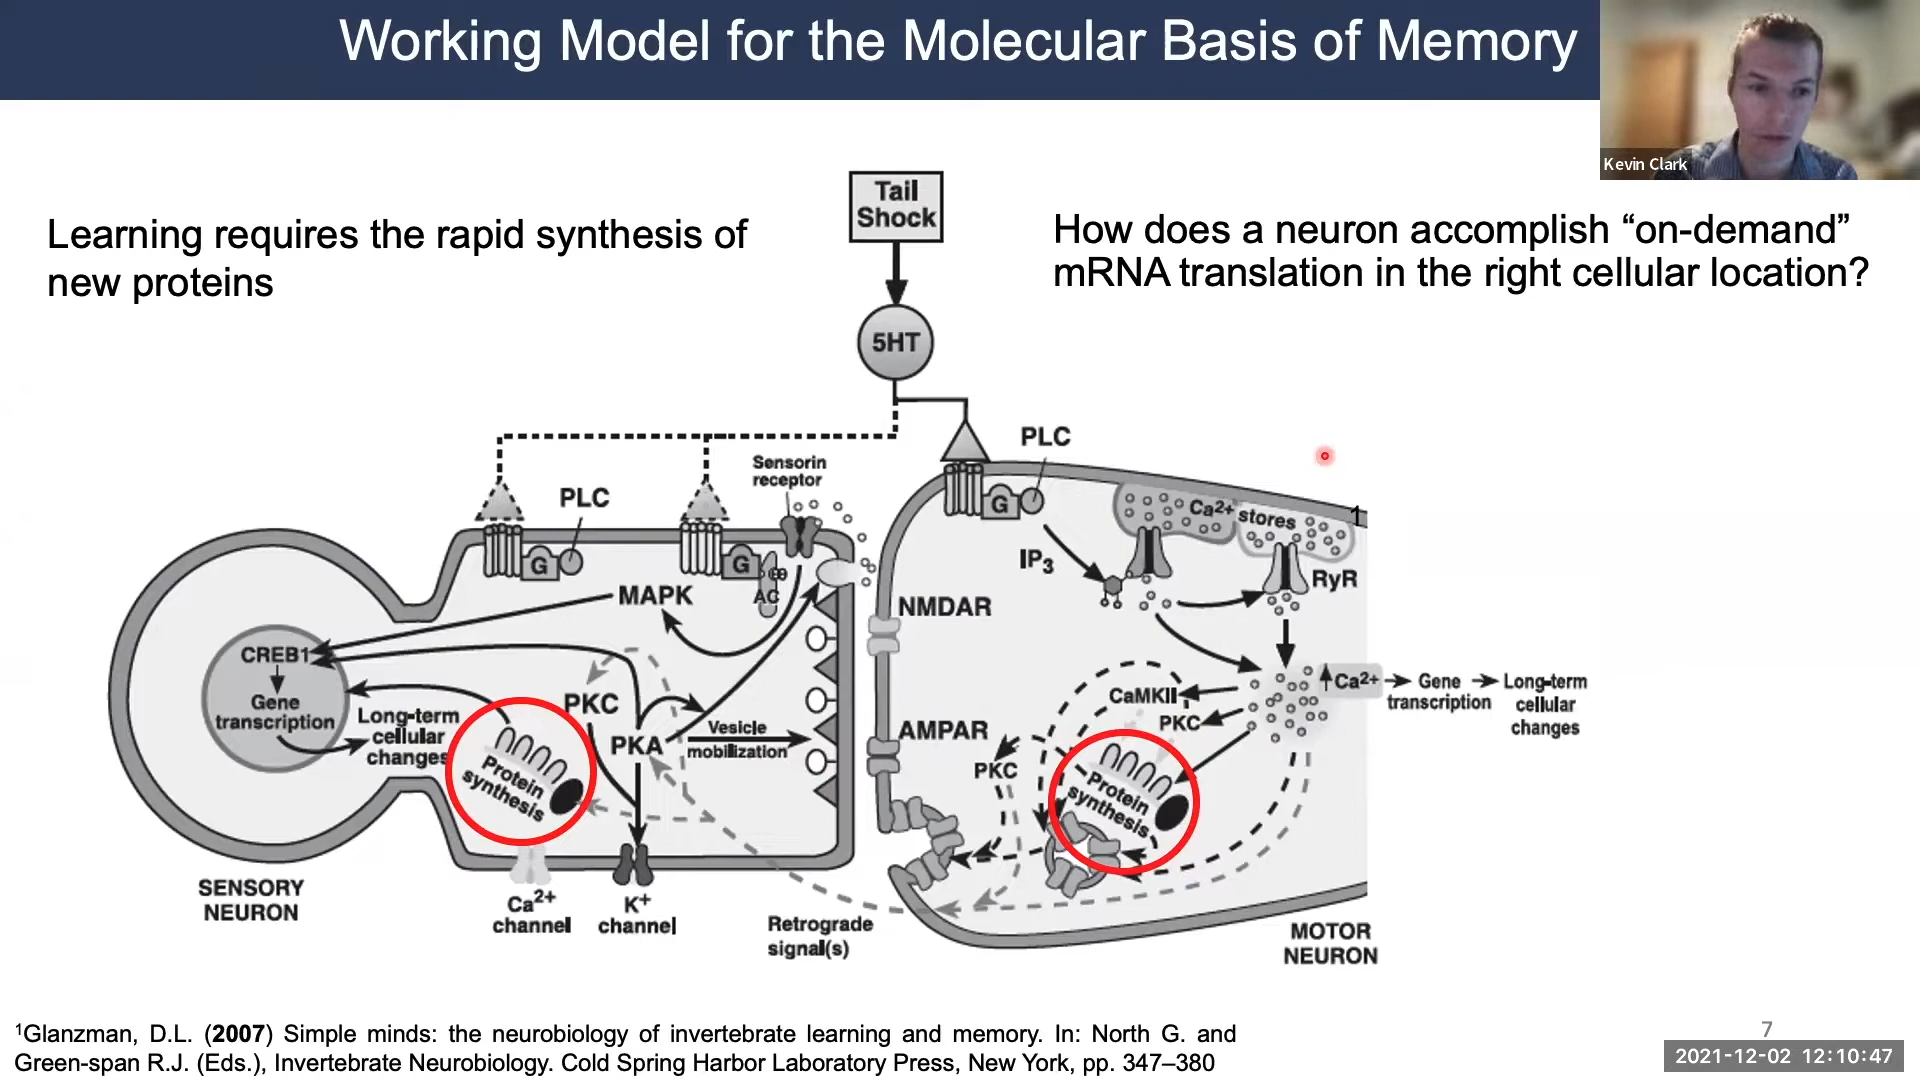 Working Model for the Molecular Basis of Memory
Kevin Clark
Learning requires the rapid synthesis of
new proteins
How does a neuron accomplish “on-demand”
mRNA translation in the right cellular location?
Tail
Shock
5HT
PLC
Sensorin
receptor
PLC
G
G
AC
MAPK
CREB1
Gene
transcription
Long-term
cellular
changes
PKC
PKA
Vesicle
mobilization
Protein
synthesis
SENSORY
NEURON
Ca2+
channel
K+
channel
Retrograde
signal(s)
G
Ca2+ stores
1
IP3
RyR
NMDAR
AMPAR
CaMKII
PKC
PKC
Protein
synthesis
Ca2+
Gene
transcription
Long-term
cellular
changes
MOTOR
NEURON
1Glanzman, D.L. (2007) Simple minds: the neurobiology of invertebrate learning and memory. In: North G. and
Green-span R.J. (Eds.), Invertebrate Neurobiology. Cold Spring Harbor Laboratory Press, New York, pp. 347–380
7
2021-12-02 12:10:47